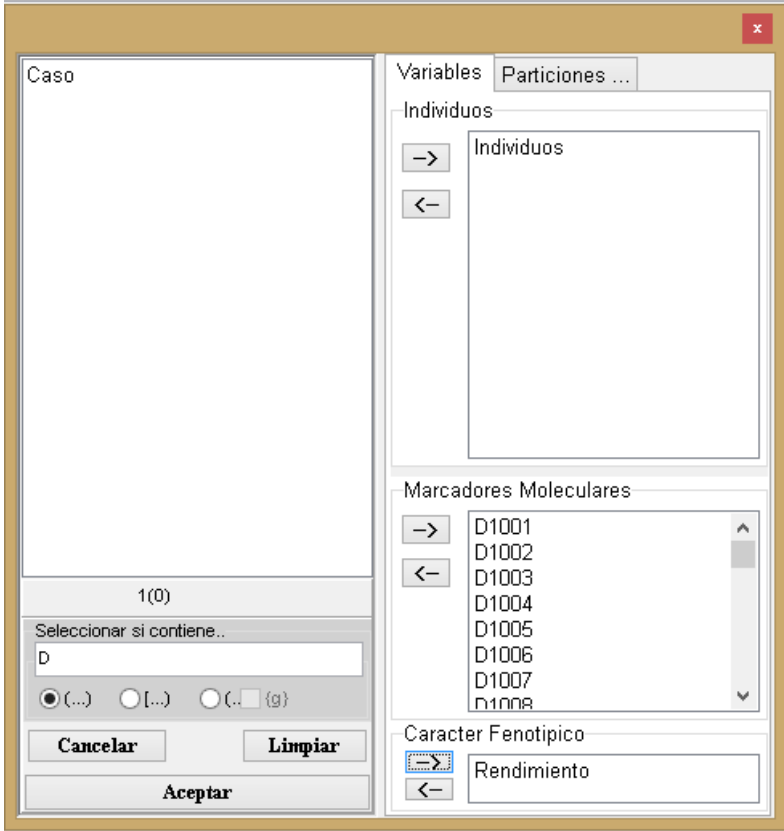 x
Caso
1(0)
Seleccionar si contiene..
D
(...) [...) (.. {g}
Cancelar Limpiar
Aceptar
Variables Particiones ...
Individuos
Individuos
Marcadores Moleculares
D1001
D1002
D1003
D1004
D1005
D1006
D1007
D1008
Caracter Fenotipico
Rendimiento